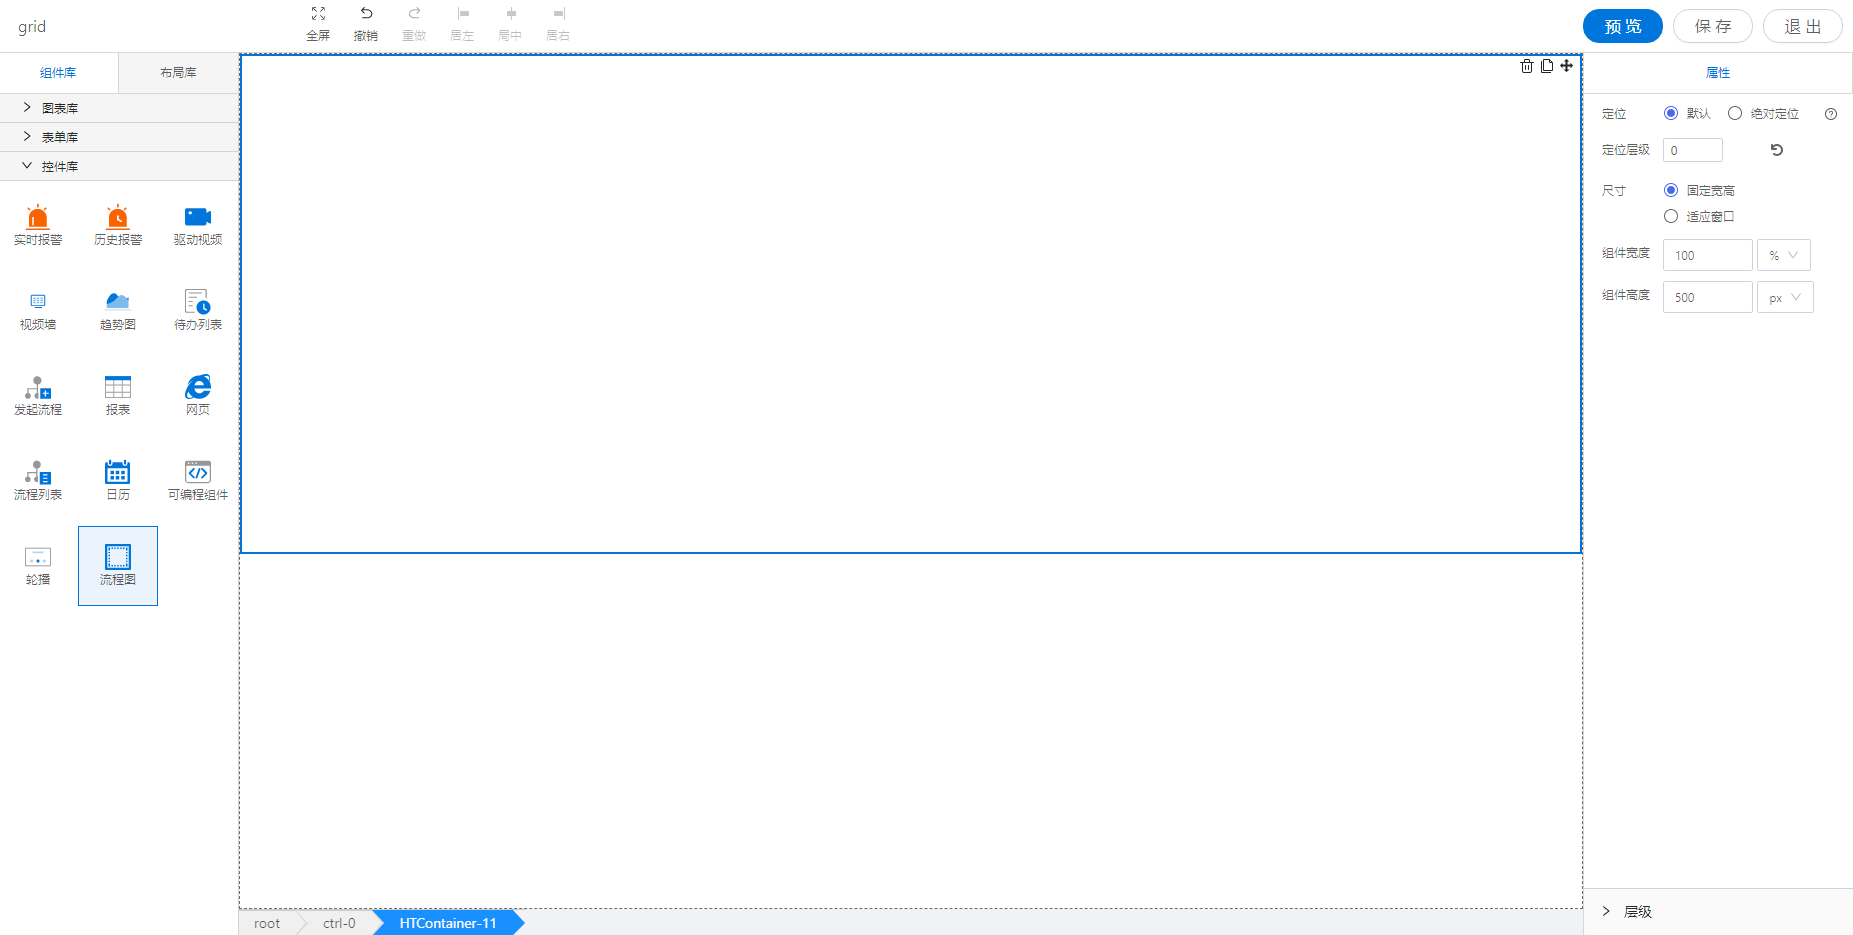 grid
全屏 撤销 重做 居左 局中 居右
预 览 保 存 退 出
组件库 布局库
图表库
表单库
控件库
实时报警 历史报警 驱动视频
视频墙 趋势图 待办列表
发起流程 报表 网页
流程列表 日历 可编程组件
轮播 流程图
属性
定位 默认 绝对定位
定位层级 0
尺寸 固定宽高
适应窗口
组件宽度 100 %
组件高度 500 px
层级
root ctrl-0 HTContainer-11